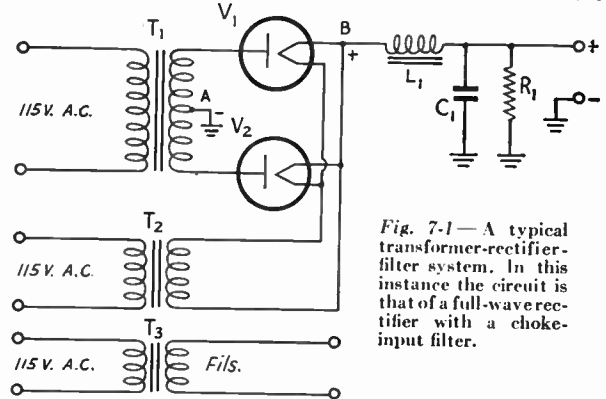 T1
V1
B
+
L1
+
115V. A.C.
A
-
C1
R1
-
V2
T2
115 V. A.C.
T3
115 V. A.C.
Fils.
Fig. 7-1 — A typical
transformer-rectifier-
filter system. In this
instance the circuit is
that of a full-wave rec-
tifier with a choke-
input filter.